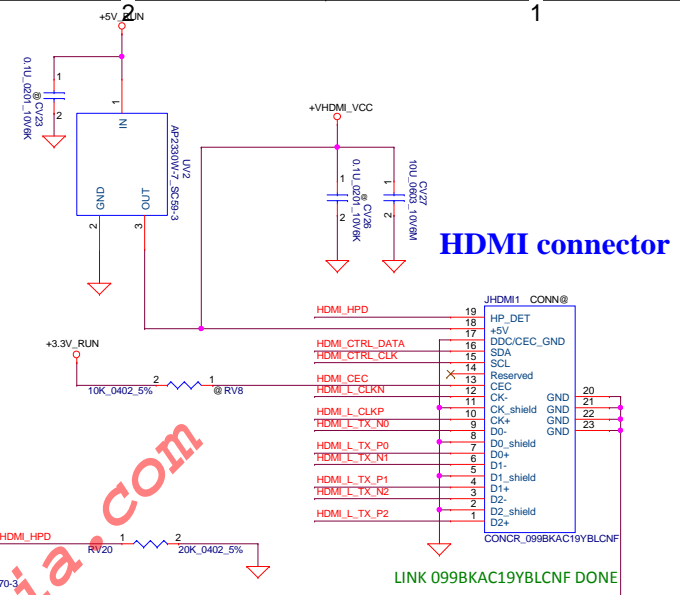 2
1
+5V_RUN
0.1U_0201_10V6K
@ CV23
1
2
1
IN
GND
OUT
2
3
UV2
AP2330W-7_SC59-3
+VHDMI_VCC
1
2
0.1U_0201_10V6K
@ CV26
1
2
10U_0603_10V6M
CV27
HDMI connector
JHDMI1 CONN@
HDMI_HPD 19 HP_DET
18 +5V
17 DDC/CEC_GND
HDMI_CTRL_DATA 16 SDA
HDMI_CTRL_CLK 15 SCL
14 Reserved
HDMI_CEC 13 CEC
HDMI_L_CLKN 12 CK-
11 CK_shield
HDMI_L_CLKP 10 CK+
HDMI_L_TX_N0 9 D0-
8 D0_shield
HDMI_L_TX_P0 7 D0+
HDMI_L_TX_N1 6 D1-
5 D1_shield
HDMI_L_TX_P1 4 D1+
HDMI_L_TX_N2 3 D2-
2 D2_shield
HDMI_L_TX_P2 1 D2+
GND 20
GND 21
GND 22
GND 23
CONCR_099BKAC19YBLCNF
LINK 099BKAC19YBLCNF DONE
+3.3V_RUN
2 1
10K_0402_5% @ RV8
HDMI_HPD 1 2
RV20 20K_0402_5%
70-3
ia.com